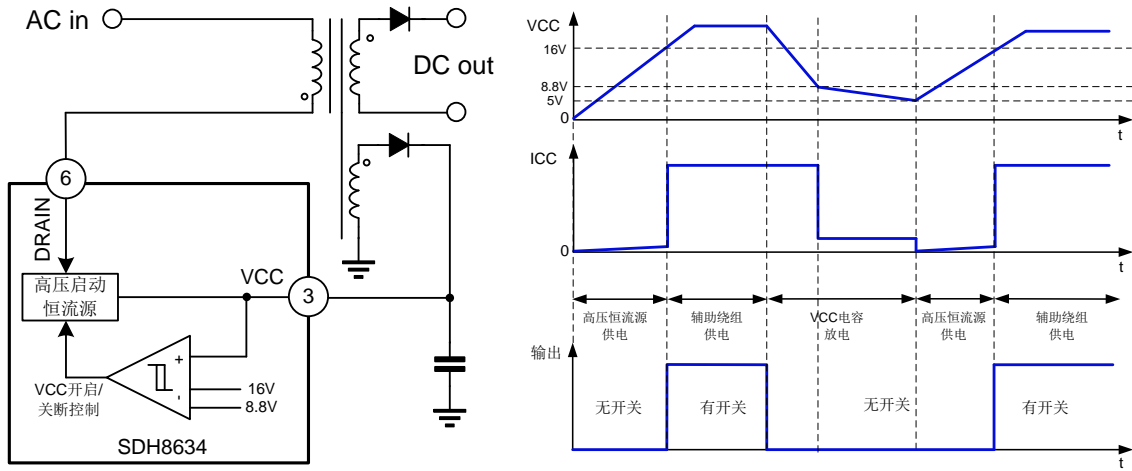 AC in
DC out
6
DRAIN
高压启动
恒流源
VCC
3
+
-
16V
8.8V
VCC开启/
关断控制
SDH8634
VCC
16V
8.8V
5V
0
t
ICC
0
t
高压恒流源
供电
辅助绕组
供电
VCC电容
放电
高压恒流源
供电
辅助绕组
供电
输出
无开关
有开关
无开关
有开关
t